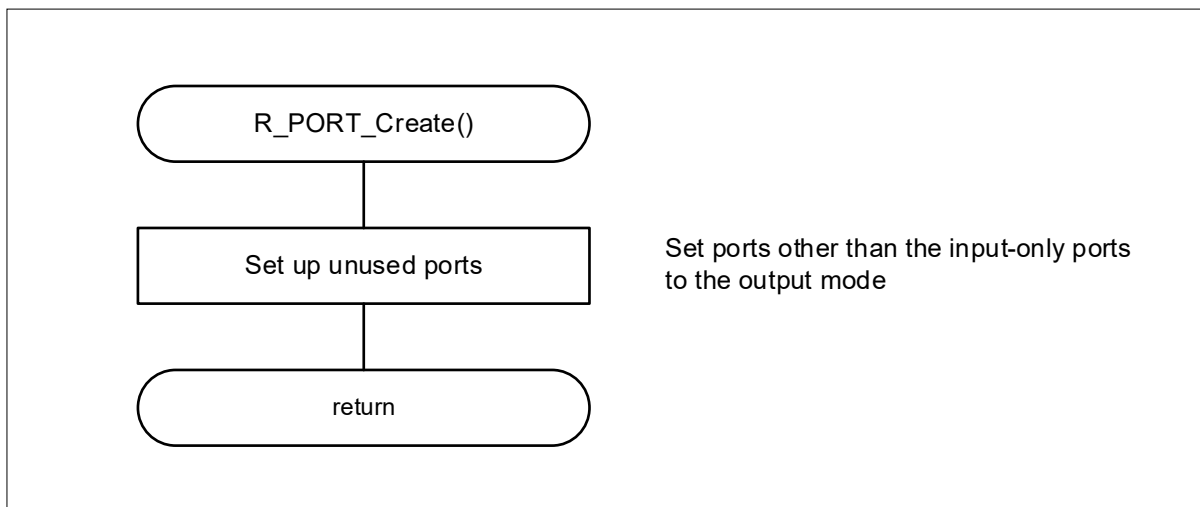 R_PORT_Create()
Set up unused ports
Set ports other than the input-only ports
to the output mode
return